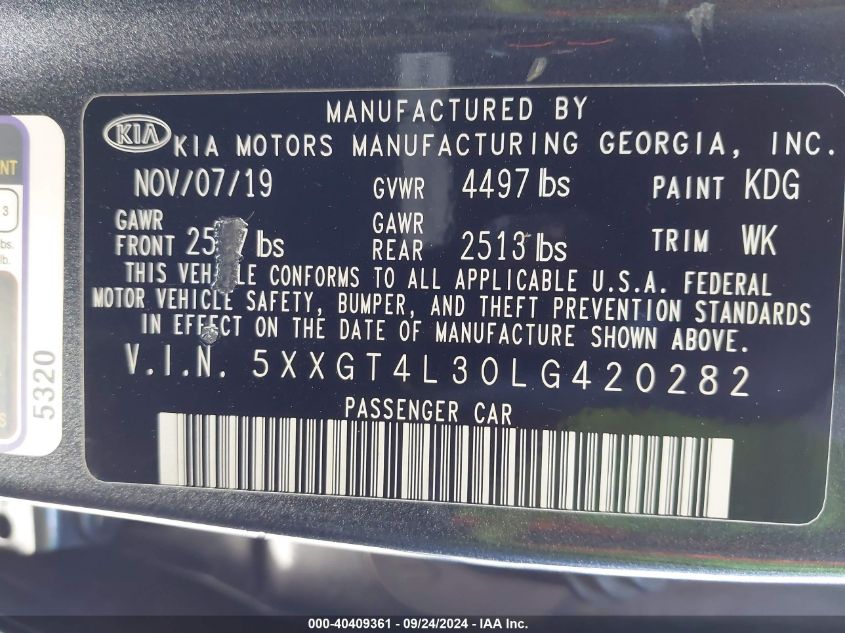 MANUFACTURED BY
KIA KIA MOTORS MANUFACTURING GEORGIA, INC.
NOV/07/19 GVWR 4497 lbs PAINT KDG
GAWR FRONT lbs GAWR REAR 2513 lbs TRIM WK
THIS CONFORMS TO ALL APPLICABLE U.S.A. FEDERAL
MOTOR VEHICLE SAFETY, BUMPER, AND THEFT PREVENTION STANDARDS
IN EFFECT ON THE DATE OF MANUFACTURE SHOWN ABOVE.
V.I.N. 5XXGT4L30LG420282
PASSENGER CAR
5320
3
000-40409361 - 09/24/2024 - IAA Inc.